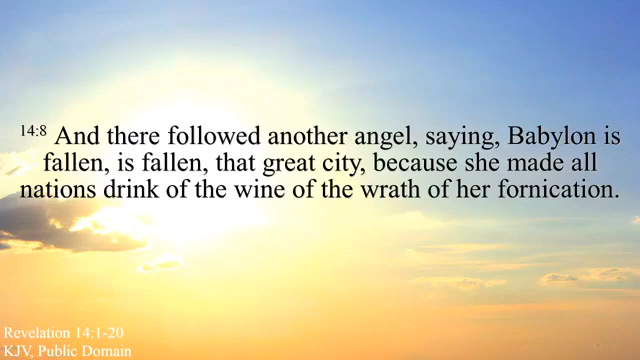 14:8 And there followed another angel, saying, Babylon is
fallen, is fallen, that great city, because she made all
nations drink of the wine of the wrath of her fornication.
Revelation 14:1-20
KJV, Public Domain